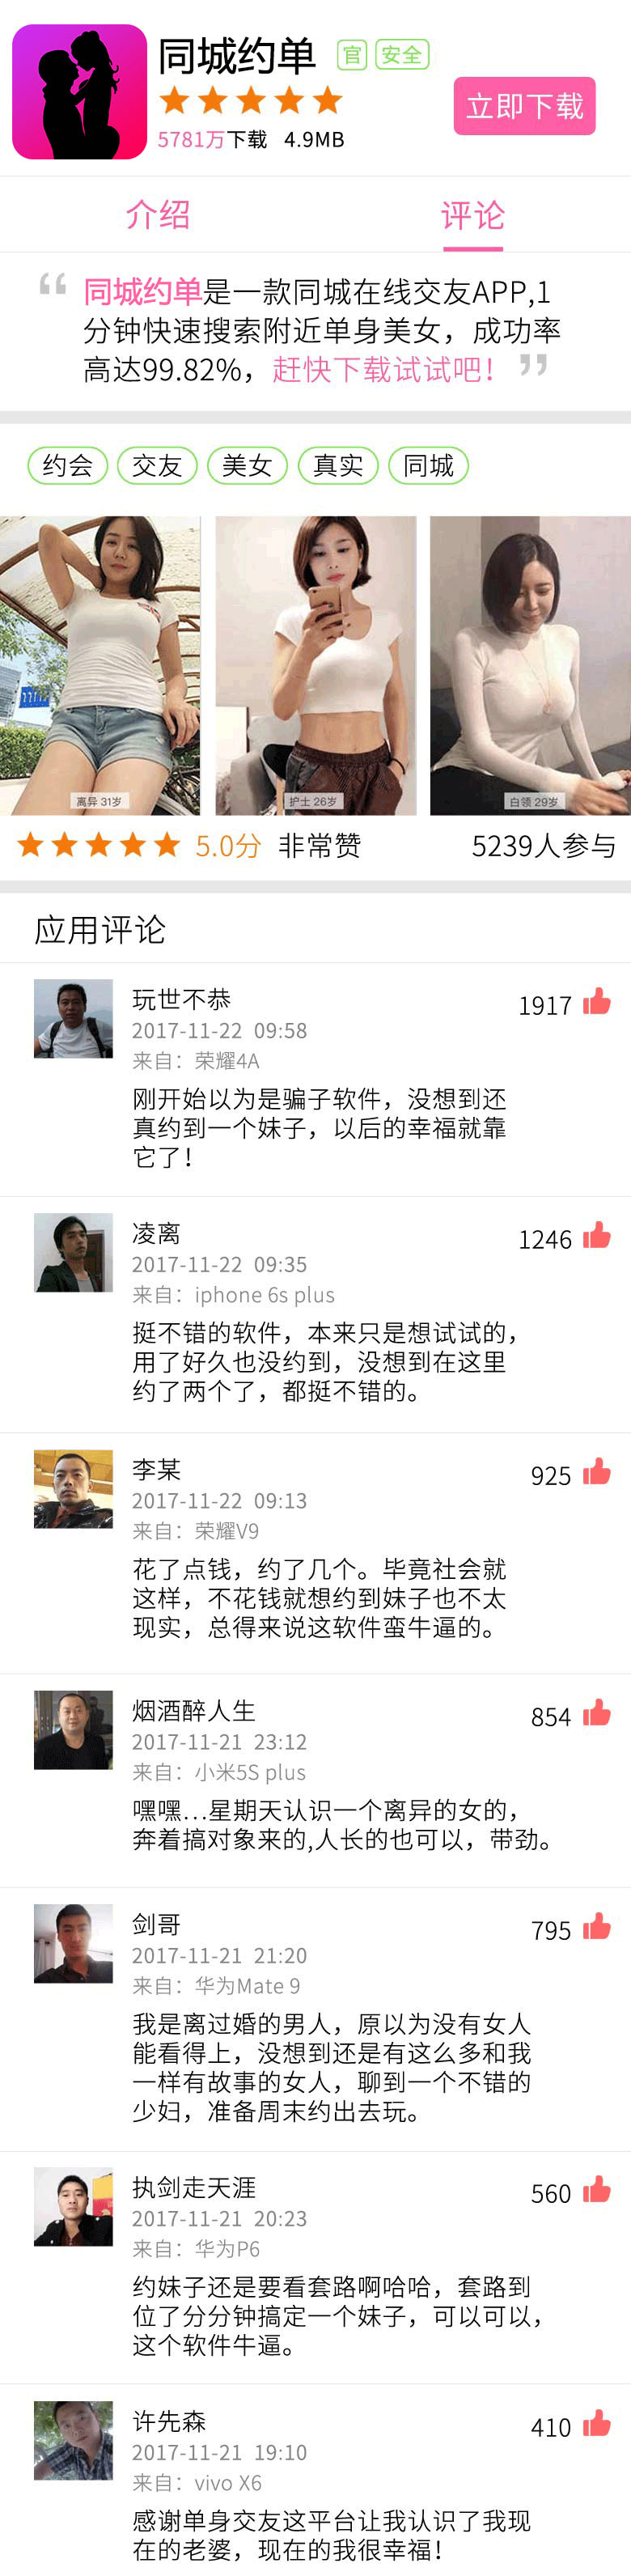 同城约单 官 安全
立即下载
5781万下载 4.9MB
介绍 评论
“ 同城约单是一款同城在线交友APP,1
分钟快速搜索附近单身美女，成功率
高达99.82%，赶快下载试试吧！ ”
约会 交友 美女 真实 同城
离异 31岁 护士 26岁 白领 29岁
5.0分 非常赞 5239人参与
应用评论
玩世不恭 1917
2017-11-22 09:58
来自：荣耀4A
刚开始以为是骗子软件，没想到还
真约到一个妹子，以后的幸福就靠
它了！
凌离 1246
2017-11-22 09:35
来自：iphone 6s plus
挺不错的软件，本来只是想试试的，
用了好久也没约到，没想到在这里
约了两个了，都挺不错的。
李某 925
2017-11-22 09:13
来自：荣耀V9
花了点钱，约了几个。毕竟社会就
这样，不花钱就想约到妹子也不太
现实，总得来说这软件蛮牛逼的。
烟酒醉人生 854
2017-11-21 23:12
来自：小米5S plus
嘿嘿...星期天认识一个离异的女的，
奔着搞对象来的,人长的也可以，带劲。
剑哥 795
2017-11-21 21:20
来自：华为Mate 9
我是离过婚的男人，原以为没有女人
能看得上，没想到还是有这么多和我
一样有故事的女人，聊到一个不错的
少妇，准备周末约出去玩。
执剑走天涯 560
2017-11-21 20:23
来自：华为P6
约妹子还是要看套路啊哈哈，套路到
位了分分钟搞定一个妹子，可以可以，
这个软件牛逼。
许先森 410
2017-11-21 19:10
来自：vivo X6
感谢单身交友这平台让我认识了我现
在的老婆，现在的我很幸福！